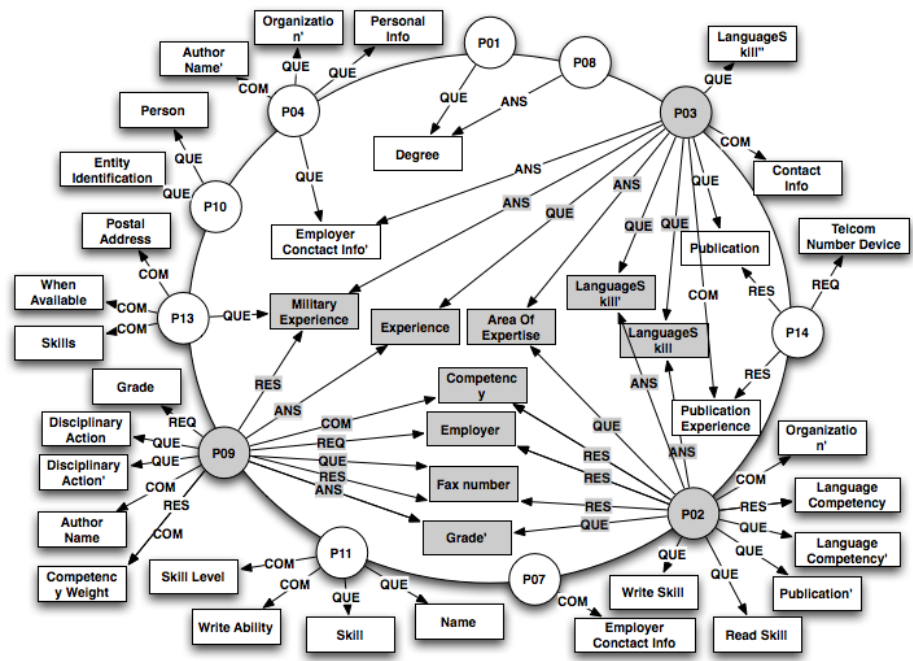 Organization'
Personal
Info
LanguageS
kill"
Author
Name'
P01
P08
QUE
QUE
COM
QUE
P04
QUE
ANS
P03
Person
COM
QUE
Degree
ANS
Contact
Info
QUE
Entity
Identification
QUE
P10
QUE
ANS
ANS
QUE
QUE
QUE
QUE
Postal
Address
Employer
Conctact Info'
Publication
Telcom
Number Device
COM
When
Available
COM
P13
QUE
Military
Experience
Experience
Area Of
Expertise
LanguageS
kill'
LanguageS
kill
COM
RES
REQ
P14
COM
Skills
RES
ANS
ANS
RES
Grade
REQ
Competenc
y
COM
Publication
Experience
Disciplinary
Action
QUE
P09
REQ
Employer
QUE
ANS
Organization'
Disciplinary
Action'
QUE
QUE
RES
ANS
Fax number
RES
RES
RES
QUE
P02
COM
RES
Language
Competency
Author
Name
COM
RES
COM
Grade'
QUE
Language
Competency'
Competenc
y Weight
P11
QUE
QUE
Skill Level
COM
COM
QUE
QUE
P07
COM
Write Skill
QUE
Publication'
Write Ability
Skill
Name
Employer
Conctact Info
Read Skill